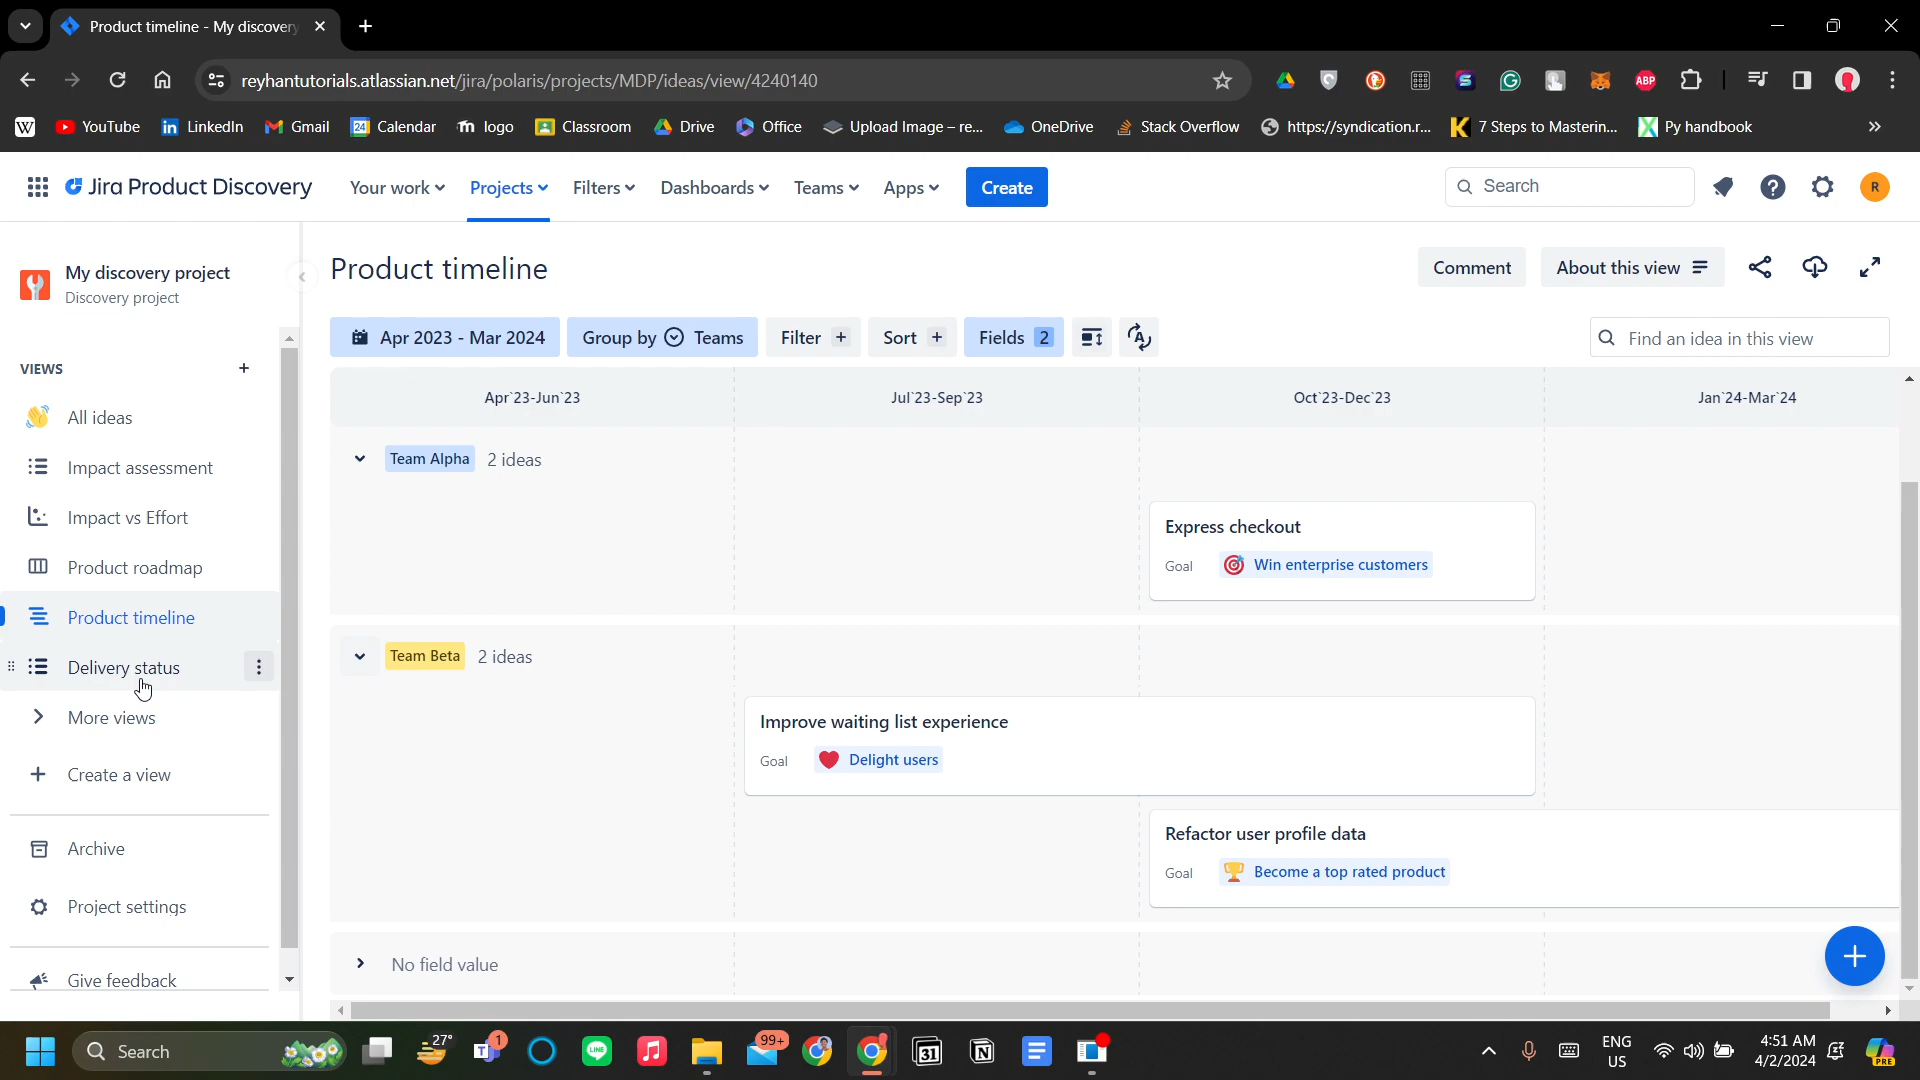 Product timeline - My discovery
reyhantutorials.atlassian.net/jira/polaris/projects/MDP/ideas/view/4240140
ABP
W YouTube in LinkedIn Gmail 24 Calendar logo Classroom Drive Office Upload Image – re... OneDrive Stack Overflow https://syndication.r... 7 Steps to Masterin... Py handbook »
Jira Product Discovery Your work Projects Filters Dashboards Teams Apps Create Search R
My discovery project
Discovery project
Product timeline
Comment About this view
Apr 2023 - Mar 2024 Group by Teams Filter + Sort + Fields 2 Find an idea in this view
VIEWS +
All ideas
Impact assessment
Impact vs Effort
Product roadmap
Product timeline
Delivery status
More views
Create a view
Archive
Project settings
Give feedback
Apr`23-Jun`23 Jul`23-Sep`23 Oct`23-Dec`23 Jan`24-Mar`24
Team Alpha 2 ideas
Express checkout
Goal Win enterprise customers
Team Beta 2 ideas
Improve waiting list experience
Goal Delight users
Refactor user profile data
Goal Become a top rated product
No field value
Search 27° 1 LINE 99+ 31 ENG 4:51 AM
US 4/2/2024 PRE